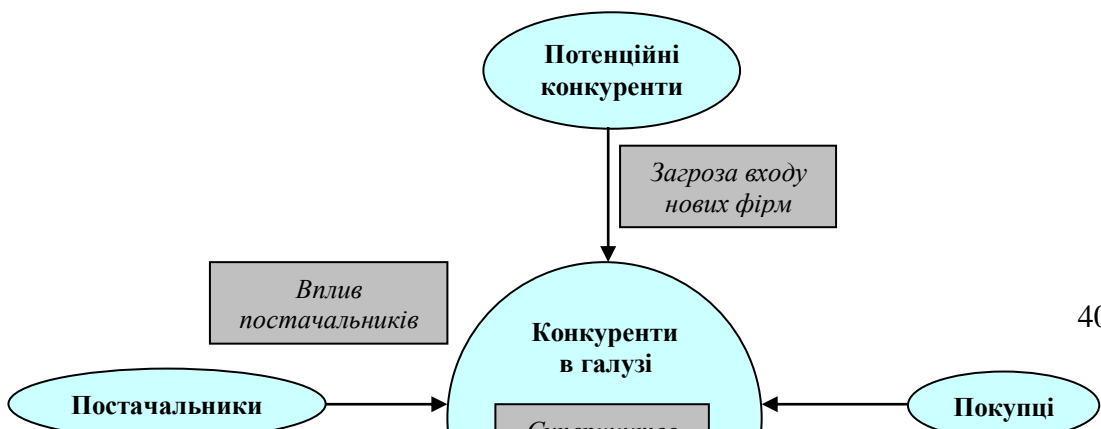 Потенційні
конкуренти
Загроза входу
нових фірм
Вплив
постачальників
Конкуренти
в галузі
40
Постачальники
Покупці